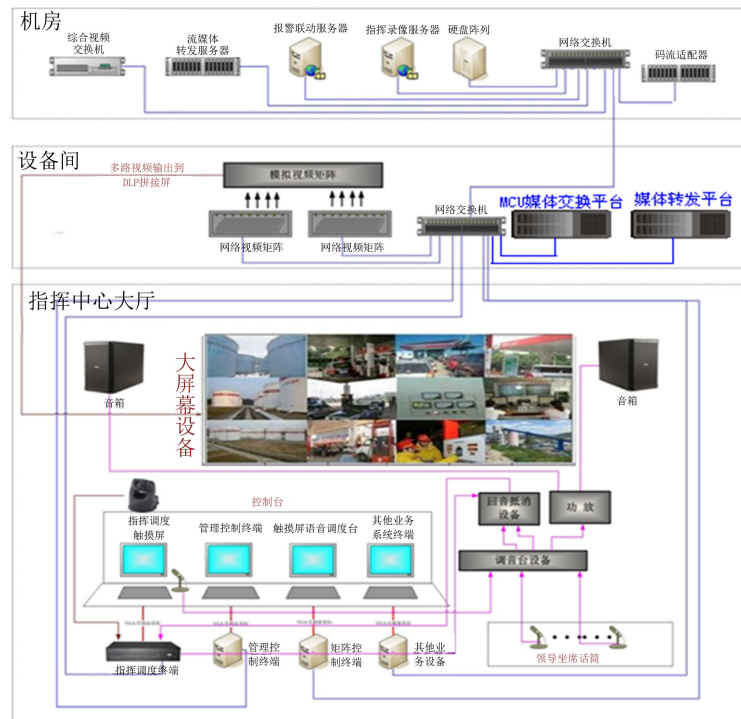 机房
综合视频
交换机
流媒体
转发服务器
报警联动服务器
指挥录像服务器
硬盘阵列
网络交换机
码流适配器
设备间
多路视频输出到
DLP拼接屏
模拟视频矩阵
网络视频矩阵
网络视频矩阵
网络交换机
MCU媒体交换平台
媒体转发平台
指挥中心大厅
音箱
大屏幕设备
音箱
控制台
指挥调度
触摸屏
管理控制终端
触摸屏语音调度台
其他业务
系统终端
回音抵消
设备
功放
调音台设备
指挥调度终端
管理控
制终端
矩阵控
制终端
其他业
务设备
领导坐席话筒